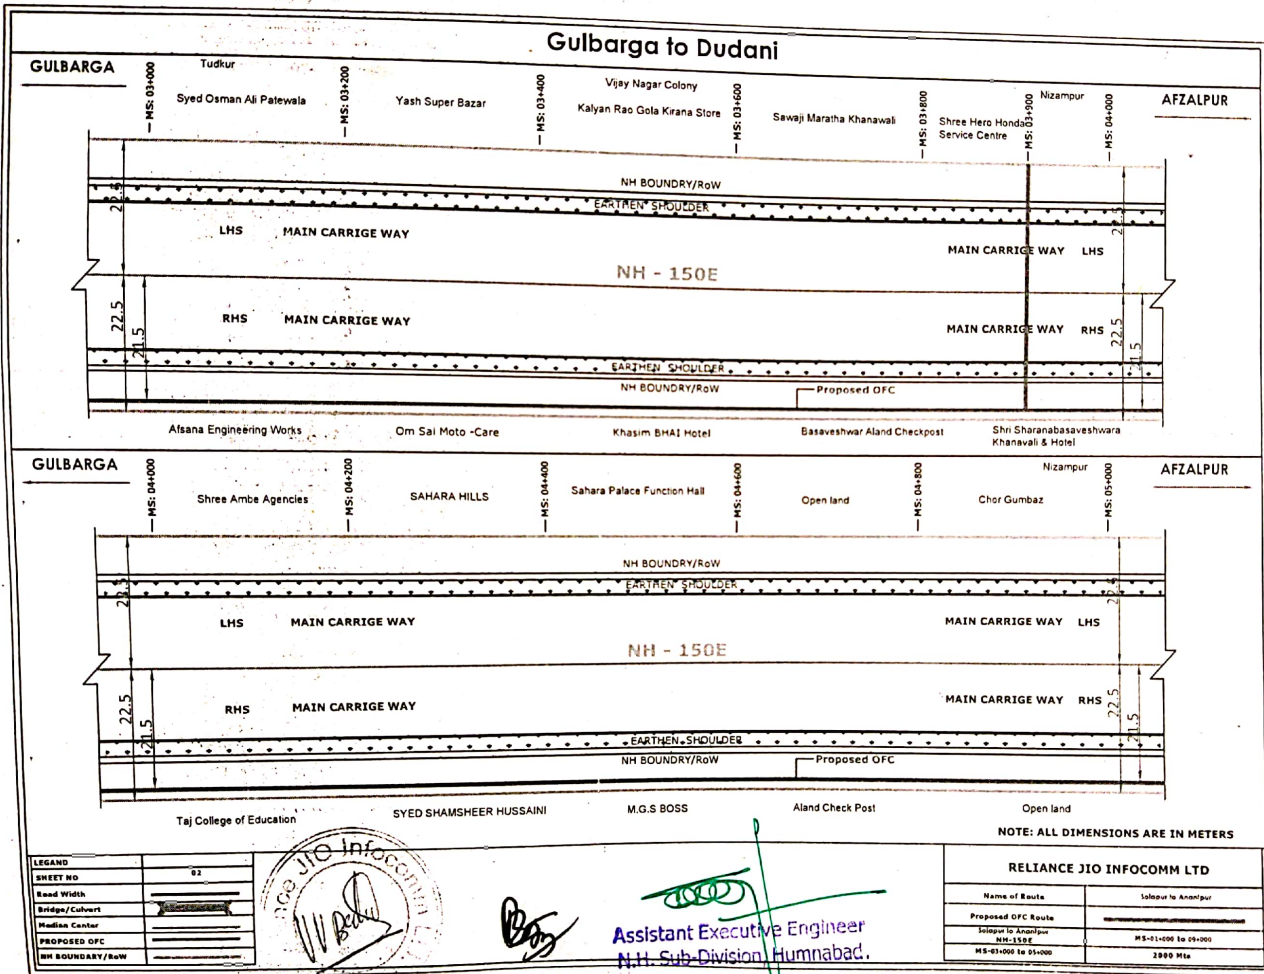 Gulbarga to Dudani
GULBARGA
AFZALPUR
MS: 03+000
MS: 03+200
MS: 03+400
MS: 03+600
MS: 03+800
MS: 03+900
MS: 04+000
Tudkur
Syed Osman Ali Patewala
Yash Super Bazar
Vijay Nagar Colony
Kalyan Rao Gola Kirana Store
Sawaji Maratha Khanawali
Shree Hero Honda
Service Centre
Nizampur
NH BOUNDRY/RoW
EARTHEN SHOULDER
22.5
22.5
LHS MAIN CARRIGE WAY
MAIN CARRIGE WAY LHS
NH - 150E
22.5
21.5
RHS MAIN CARRIGE WAY
MAIN CARRIGE WAY RHS
22.5
21.5
EARTHEN SHOULDER
NH BOUNDRY/RoW
Proposed OFC
Afsana Engineering Works
Om Sai Moto -Care
Khasim BHAI Hotel
Basaveshwar Aland Checkpost
Shri Sharanabasaveshwara
Khanavali & Hotel
GULBARGA
AFZALPUR
MS: 04+000
MS: 04+200
MS: 04+400
MS: 04+600
MS: 04+800
MS: 05+000
Shree Ambe Agencies
SAHARA HILLS
Sahara Palace Function Hall
Open land
Chor Gumbaz
Nizampur
NH BOUNDRY/RoW
EARTHEN SHOULDER
22.5
22.5
LHS MAIN CARRIGE WAY
MAIN CARRIGE WAY LHS
NH - 150E
22.5
21.5
RHS MAIN CARRIGE WAY
MAIN CARRIGE WAY RHS
22.5
21.5
EARTHEN SHOULDER
NH BOUNDRY/RoW
Proposed OFC
Taj College of Education
SYED SHAMSHEER HUSSAINI
M.G.S BOSS
Aland Check Post
Open land
NOTE: ALL DIMENSIONS ARE IN METERS
LEGAND
SHEET NO 02
Road Width
Bridge/Culvert
Median Center
PROPOSED OFC
NH BOUNDARY/RoW
JIO Infocomm
Assistant Executive Engineer
N.H. Sub-Division, Humnabad.
RELIANCE JIO INFOCOMM LTD
Name of Route Solapur to Anantpur
Proposed OFC Route
Solapur to Anantpur
NH-150E
MS-03+000 to 05+000
2000 Mts